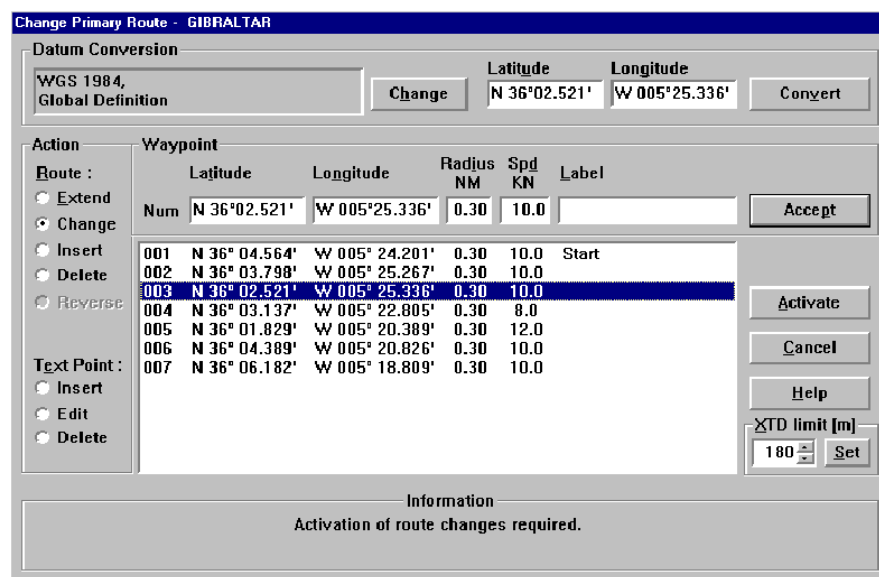 Change Primary Route - GIBRALTAR
Datum Conversion
WGS 1984,
Global Definition
Change
Latitude
Longitude
N 36°02.521'
W 005°25.336'
Convert
Action
Route :
Extend
Change
Insert
Delete
Reverse
Text Point :
Insert
Edit
Delete
Waypoint
Latitude Longitude Radius NM Spd KN Label
Num N 36°02.521' W 005°25.336' 0.30 10.0
Accept
001 N 36° 04.564' W 005° 24.201' 0.30 10.0 Start
002 N 36° 03.798' W 005° 25.267' 0.30 10.0
003 N 36° 02.521' W 005° 25.336' 0.30 10.0
004 N 36° 03.137' W 005° 22.805' 0.30 8.0
005 N 36° 01.829' W 005° 20.389' 0.30 12.0
006 N 36° 04.389' W 005° 20.826' 0.30 10.0
007 N 36° 06.182' W 005° 18.809' 0.30 10.0
Activate
Cancel
Help
XTD limit [m]
180 Set
Information
Activation of route changes required.